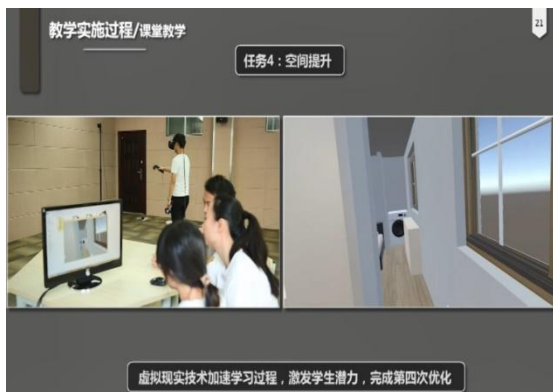 教学实施过程/课堂教学
21
任务4：空间提升
虚拟现实技术加速学习过程，激发学生潜力，完成第四次优化